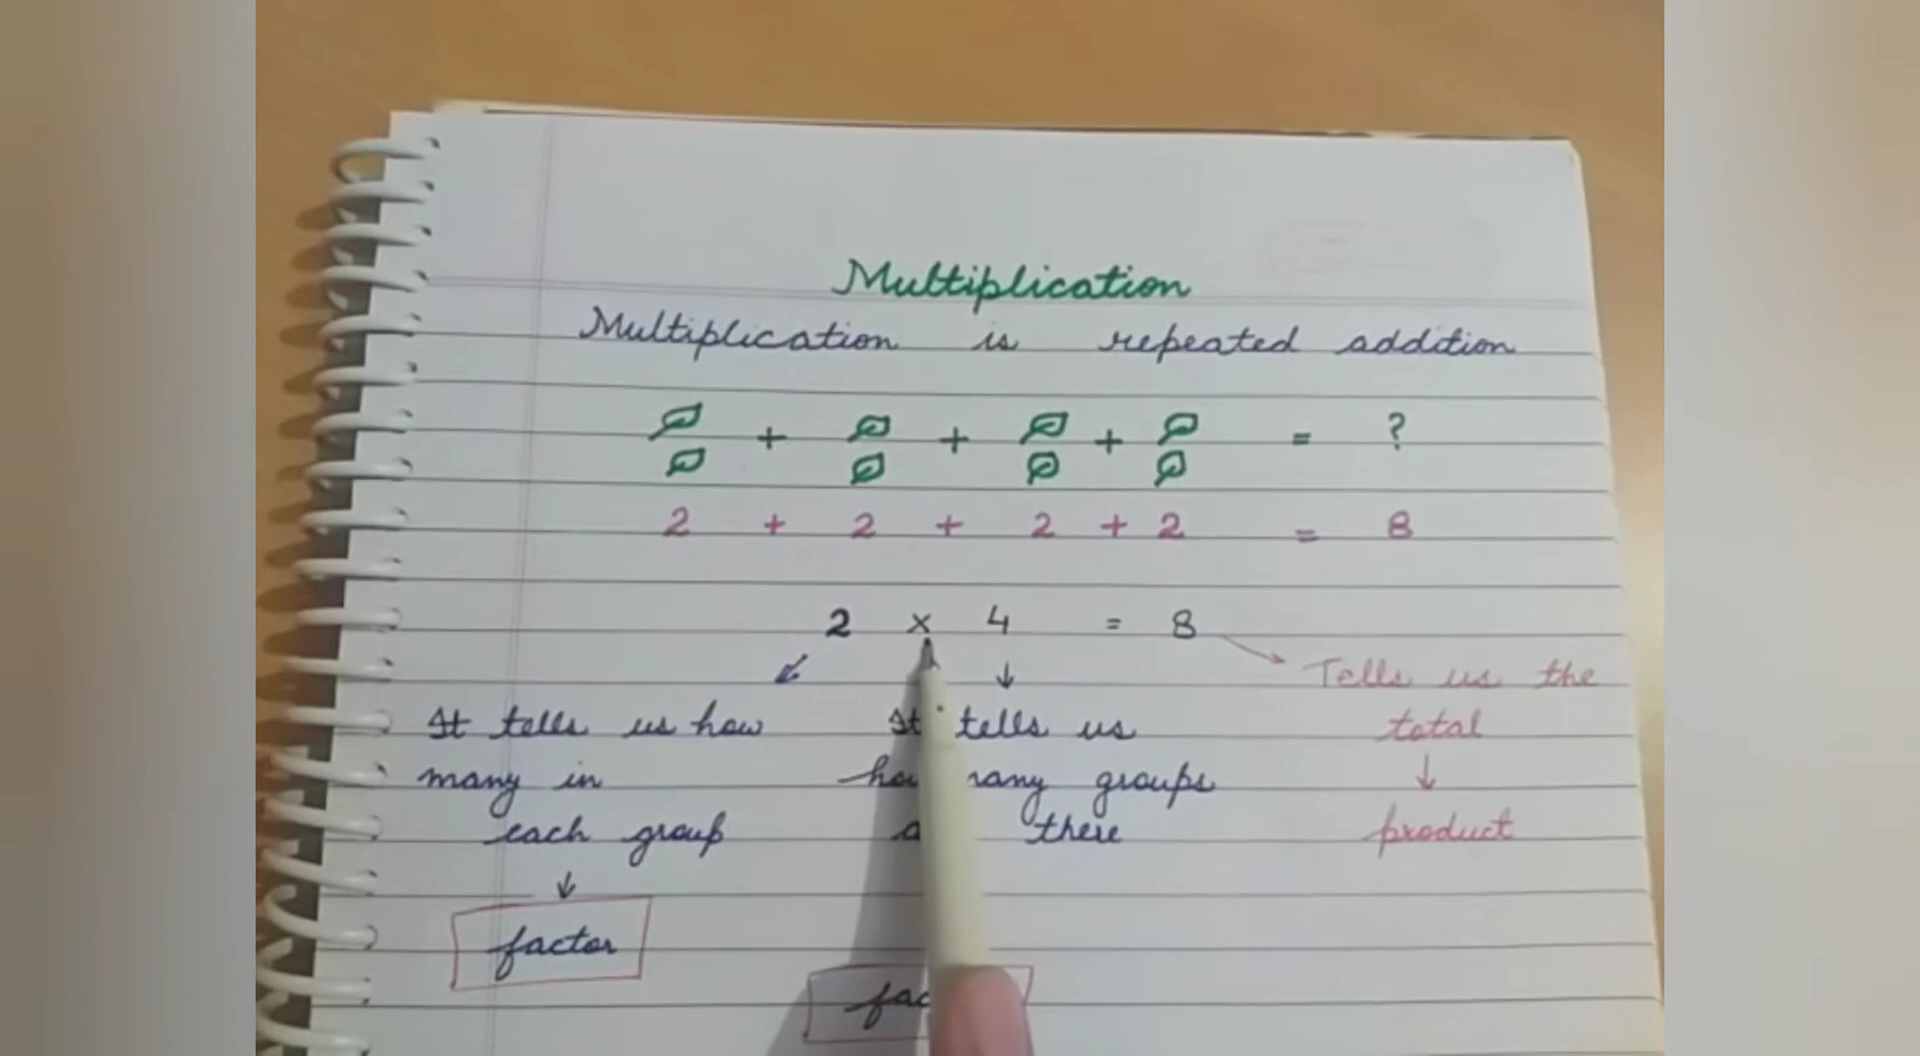 Multiplication
Multiplication is repeated addition
+ + + = ?
2 + 2 + 2 + 2 = 8
2 x 4 = 8
Tells us the
total
product
It tells us how
many in
each group
factor
It tells us
many groups
there